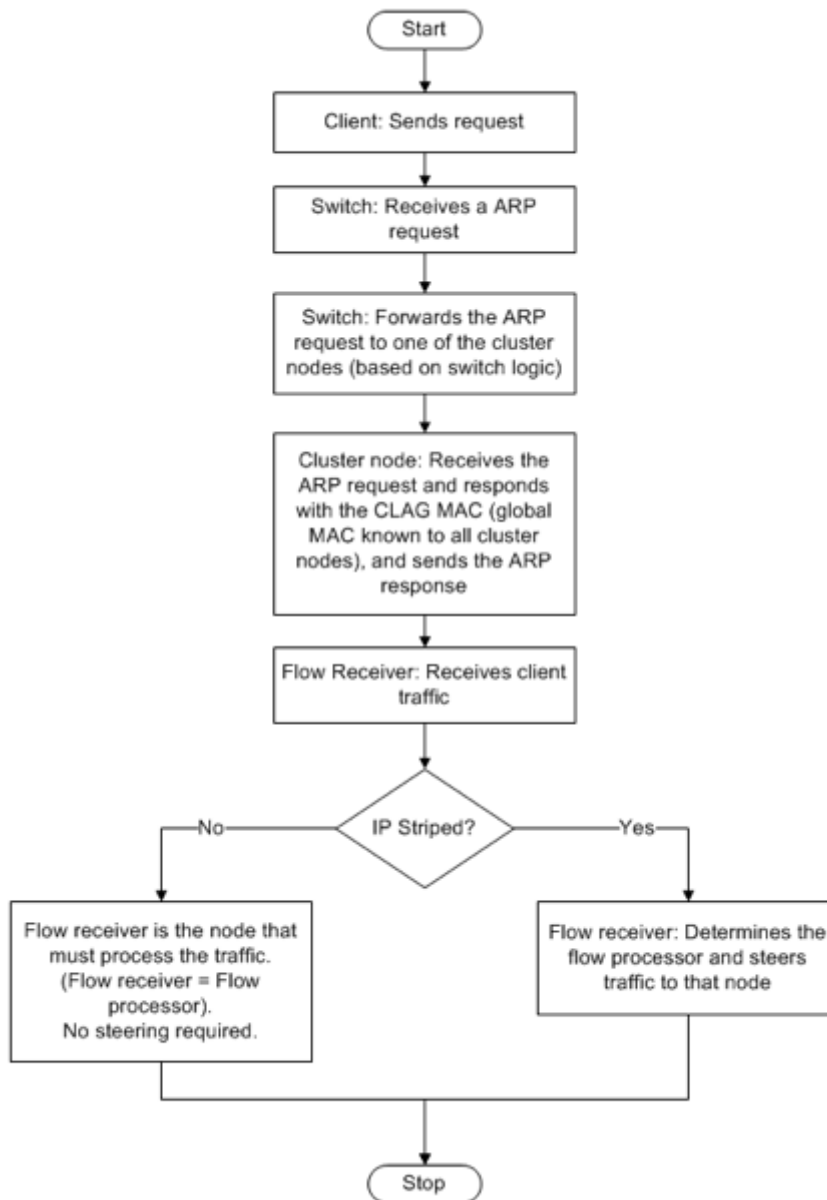 Start
Client: Sends request
Switch: Receives a ARP
request
Switch: Forwards the ARP
request to one of the cluster
nodes (based on switch logic)
Cluster node: Receives the
ARP request and responds
with the CLAG MAC (global
MAC known to all cluster
nodes), and sends the ARP
response
Flow Receiver: Receives client
traffic
IP Striped?
No
Yes
Flow receiver is the node that
must process the traffic.
(Flow receiver = Flow
processor).
No steering required.
Flow receiver: Determines the
flow processor and steers
traffic to that node
Stop